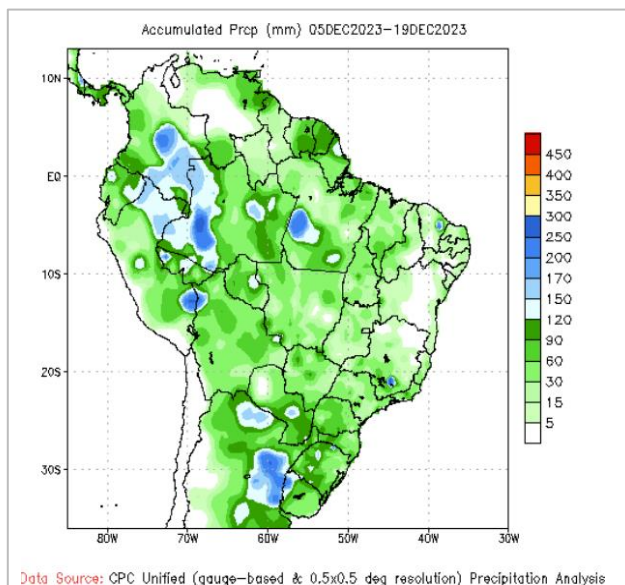 Accumulated Prcp (mm) 05DEC2023–19DEC2023
10N
EQ
10S
20S
30S
80W
70W
60W
50W
40W
30W
450
400
350
300
250
200
170
150
120
90
60
30
15
5
Data Source: CPC Unified (gauge-based & 0.5x0.5 deg resolution) Precipitation Analysis